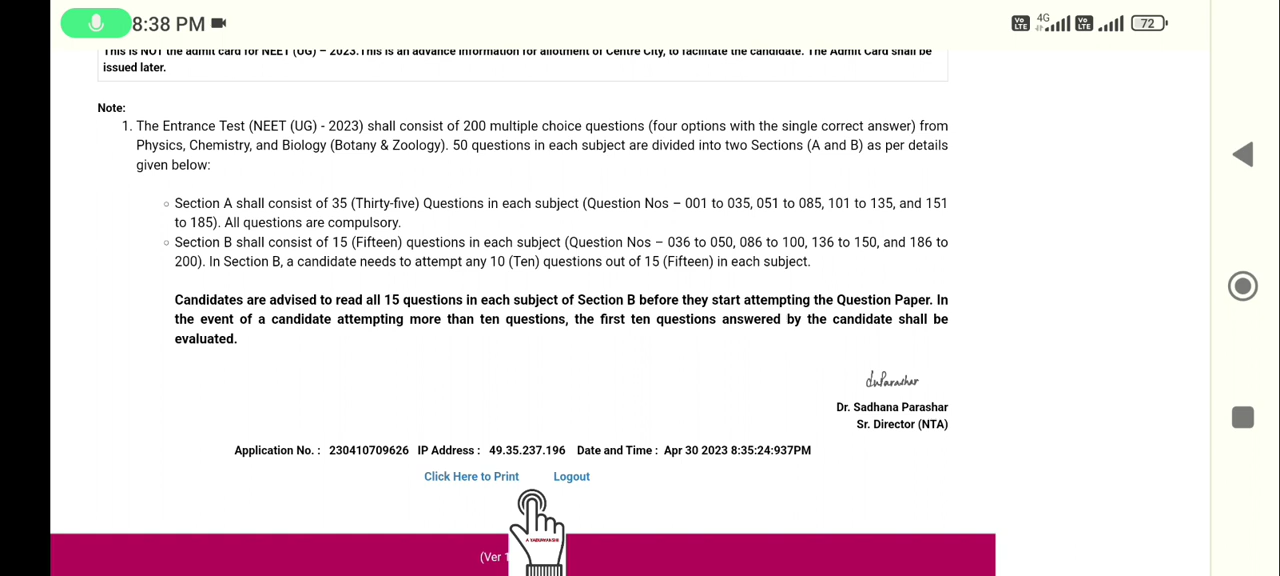 8:38 PM
Vo LTE 4G Vo LTE 72
This is NOT the admit card for NEET (UG) – 2023.This is an advance information for allotment of Centre City, to facilitate the candidate. The Admit Card shall be
issued later.
Note:
1. The Entrance Test (NEET (UG) - 2023) shall consist of 200 multiple choice questions (four options with the single correct answer) from
Physics, Chemistry, and Biology (Botany & Zoology). 50 questions in each subject are divided into two Sections (A and B) as per details
given below:
Section A shall consist of 35 (Thirty-five) Questions in each subject (Question Nos – 001 to 035, 051 to 085, 101 to 135, and 151
to 185). All questions are compulsory.
Section B shall consist of 15 (Fifteen) questions in each subject (Question Nos – 036 to 050, 086 to 100, 136 to 150, and 186 to
200). In Section B, a candidate needs to attempt any 10 (Ten) questions out of 15 (Fifteen) in each subject.
Candidates are advised to read all 15 questions in each subject of Section B before they start attempting the Question Paper. In
the event of a candidate attempting more than ten questions, the first ten questions answered by the candidate shall be
evaluated.
Dr. Sadhana Parashar
Sr. Director (NTA)
Application No. : 230410709626 IP Address : 49.35.237.196 Date and Time : Apr 30 2023 8:35:24:937PM
Click Here to Print Logout
(Ver 1